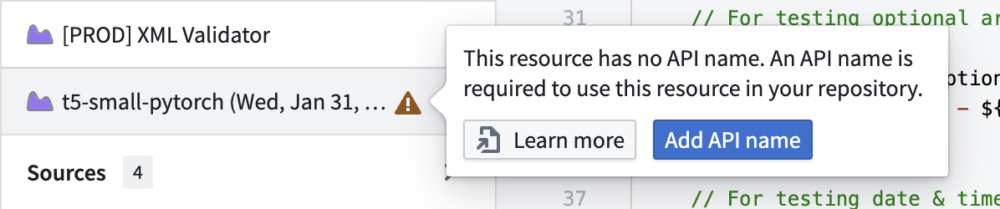 [PROD] XML Validator
t5-small-pytorch (Wed, Jan 31, ...
Sources 4
This resource has no API name. An API name is
required to use this resource in your repository.
Learn more
Add API name
31 // For testing optional
- ${
37 // For testing date & time